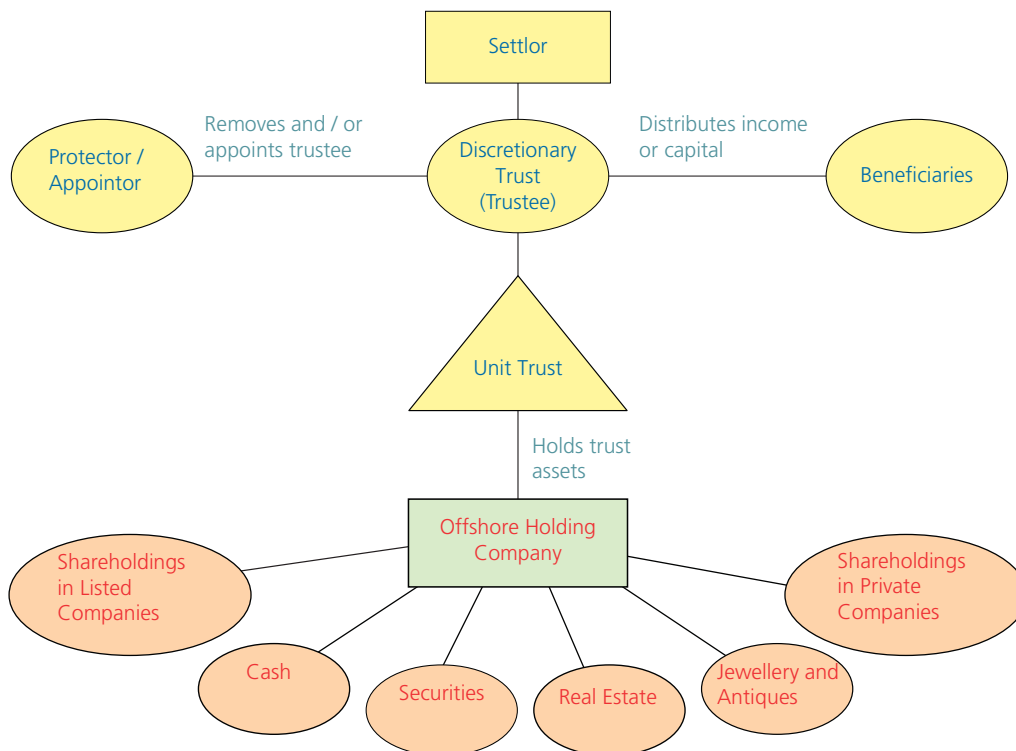 Settlor
Removes and / or
appoints trustee
Distributes income
or capital
Protector /
Appointor
Discretionary
Trust
(Trustee)
Beneficiaries
Unit Trust
Holds trust
assets
Offshore Holding
Company
Shareholdings
in Listed
Companies
Shareholdings
in Private
Companies
Cash
Securities
Real Estate
Jewellery and
Antiques